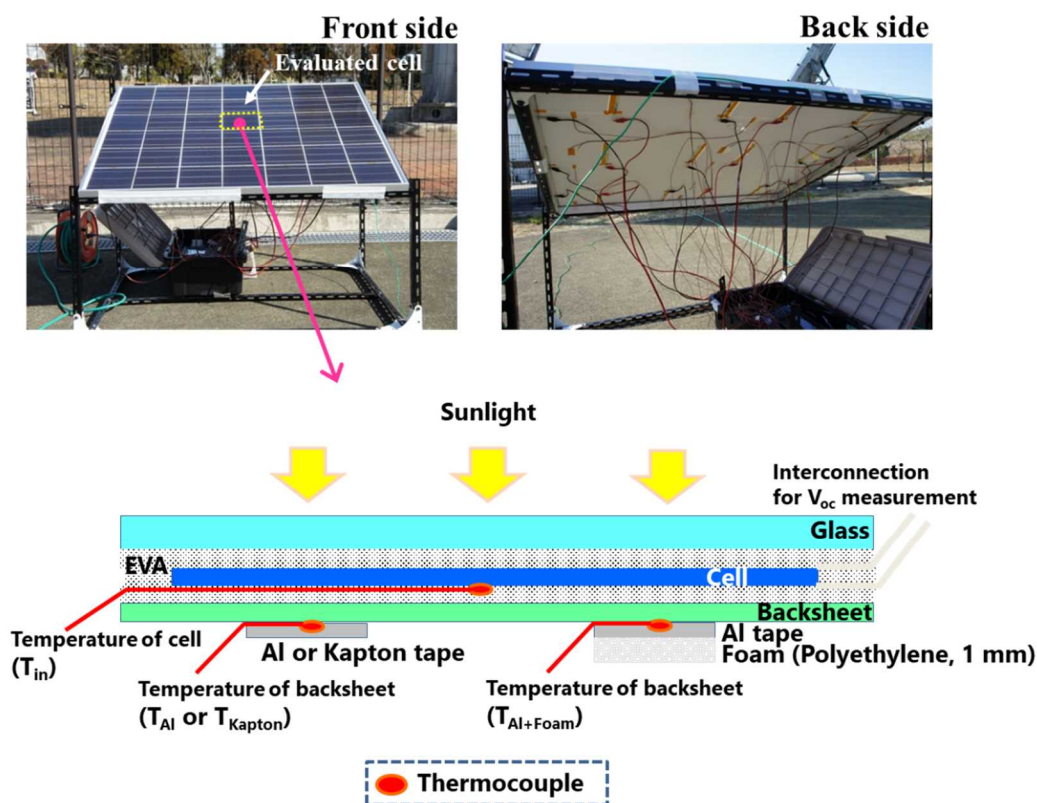 Front side
Back side
Evaluated cell
Sunlight
Interconnection
for Voc measurement
Glass
EVA
Cell
Backsheet
Temperature of cell
(Tin)
Al or Kapton tape
Al tape
Foam (Polyethylene, 1 mm)
Temperature of backsheet
(TAl or TKapton)
Temperature of backsheet
(TAl+Foam)
Thermocouple